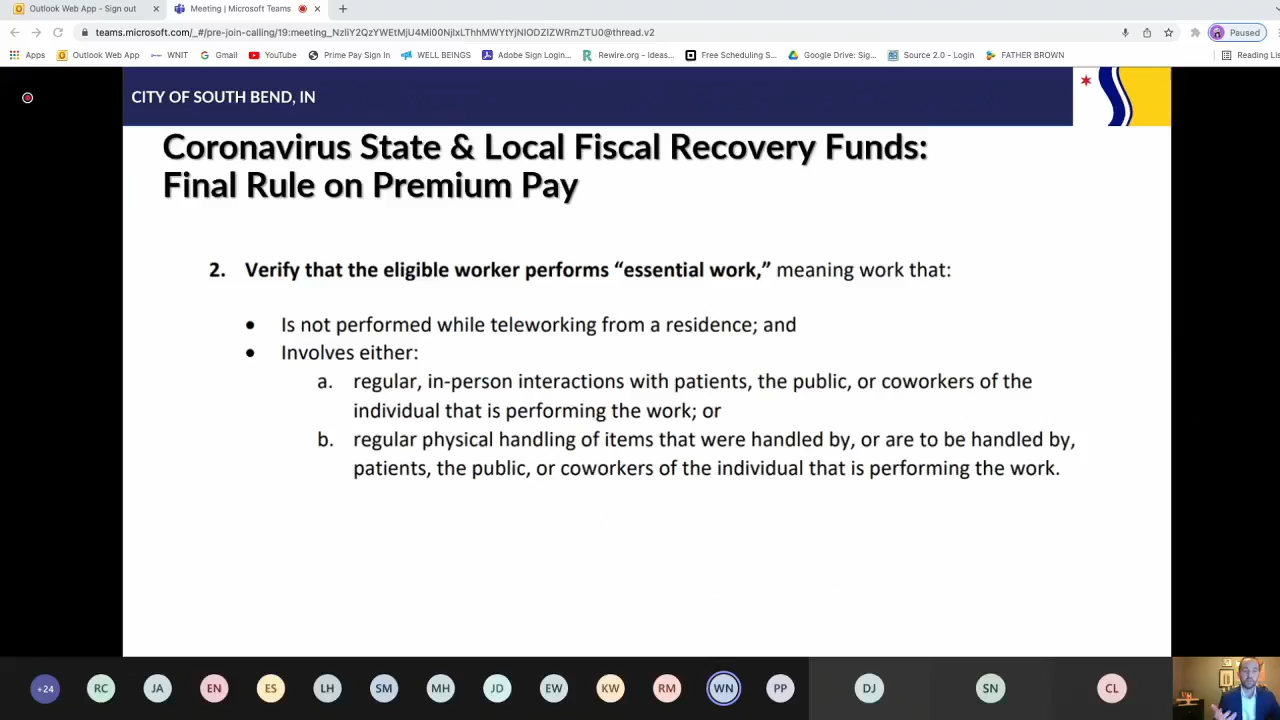 Outlook Web App - Sign out
Meeting | Microsoft Teams
teams.microsoft.com/_#/pre-join-calling/19:meeting_NzliY2QzYWEtMjU4Mi00NjIxLThhMWYtYjNlODZlZWRmZTU0@thread.v2
Paused
Apps
Outlook Web App
WNIT
Gmail
YouTube
Prime Pay Sign In
WELL BEINGS
Adobe Sign Login...
Rewire.org - Ideas...
Free Scheduling S...
Google Drive: Sig...
Source 2.0 - Login
FATHER BROWN
Reading Lis
CITY OF SOUTH BEND, IN
Coronavirus State & Local Fiscal Recovery Funds:
Final Rule on Premium Pay
2. Verify that the eligible worker performs “essential work,” meaning work that:
• Is not performed while teleworking from a residence; and
• Involves either:
a. regular, in-person interactions with patients, the public, or coworkers of the
individual that is performing the work; or
b. regular physical handling of items that were handled by, or are to be handled by,
patients, the public, or coworkers of the individual that is performing the work.
+24
RC
JA
EN
ES
LH
SM
MH
JD
EW
KW
RM
WN
PP
DJ
SN
CL